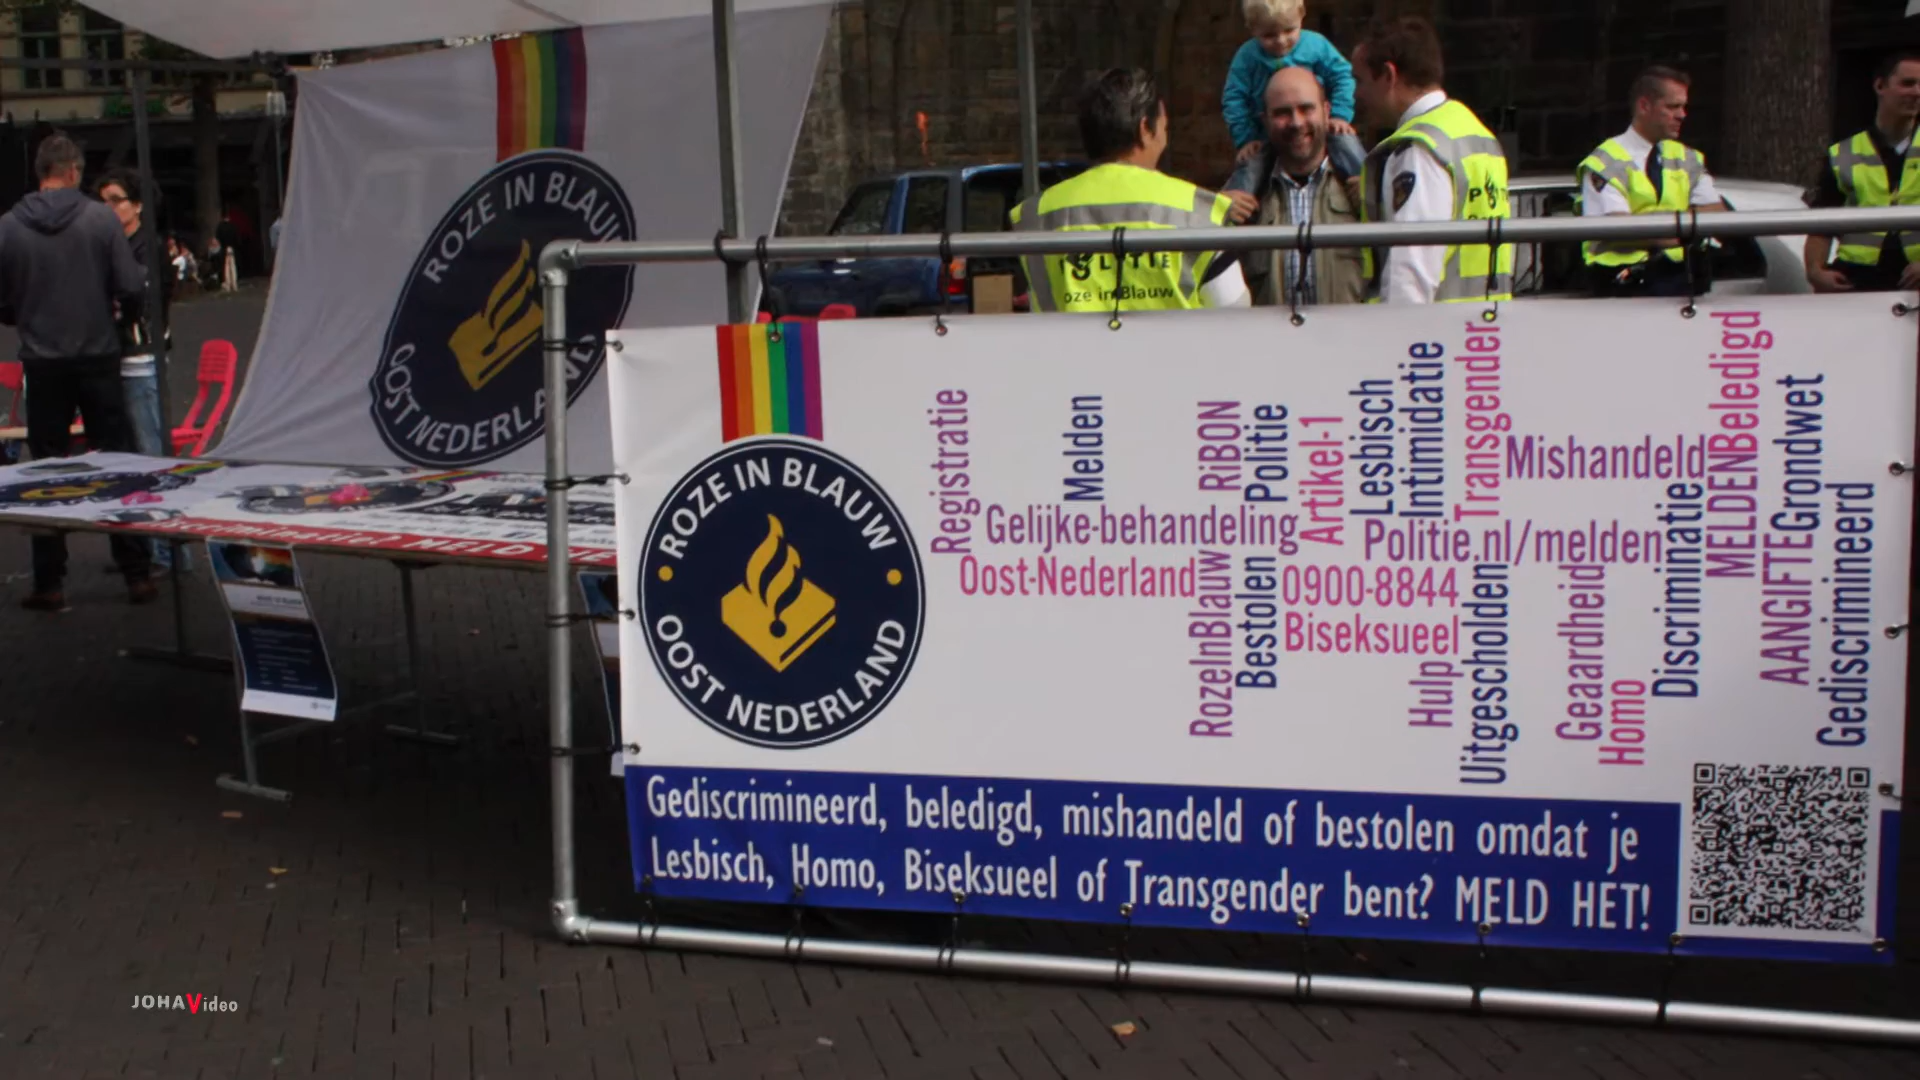 ROZE IN BLAUW
OOST NEDERLAND
POLITIE
Roze in Blauw
ROZE IN BLAUW
OOST NEDERLAND
Registratie
Melden
Gelijke-behandeling
Oost-Nederland
RiBON
Politie
RozeInBlauw
Bestolen
Artikel-1
Lesbisch
Intimidatie
Transgender
Mishandeld
Politie.nl/melden
0900-8844
Biseksueel
Hulp
Uitgescholden
Geaardheid
Homo
Discriminatie
MELDENBeledigd
AANGIFTEGrondwet
Gediscrimineerd
Gediscrimineerd, beledigd, mishandeld of bestolen omdat je
Lesbisch, Homo, Biseksueel of Transgender bent? MELD HET!
JOHAVideo